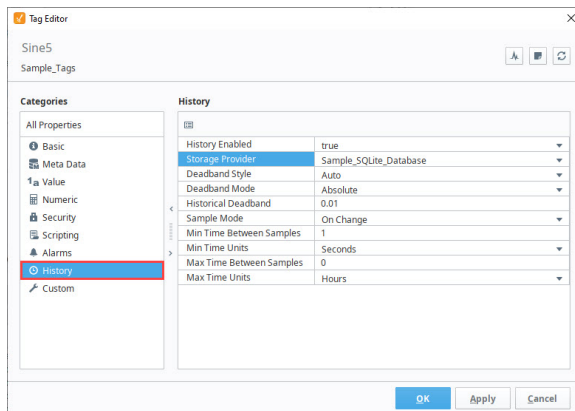 Tag Editor
Sine5
Sample_Tags
Categories
History
All Properties
Basic
Meta Data
1a Value
Numeric
Security
Scripting
Alarms
History
Custom
History Enabled true
Storage Provider Sample_SQLite_Database
Deadband Style Auto
Deadband Mode Absolute
Historical Deadband 0.01
Sample Mode On Change
Min Time Between Samples 1
Min Time Units Seconds
Max Time Between Samples 0
Max Time Units Hours
OK Apply Cancel